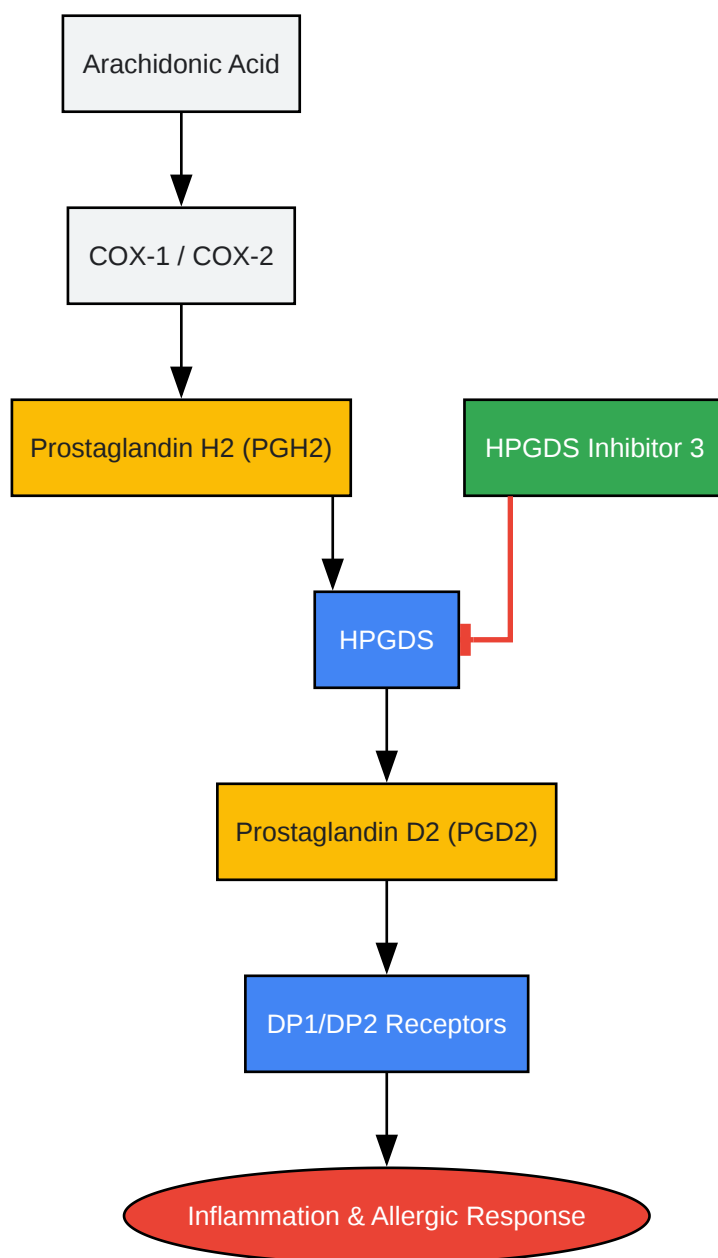 Arachidonic Acid
COX-1 / COX-2
Prostaglandin H2 (PGH2)
HPGDS Inhibitor 3
HPGDS
Prostaglandin D2 (PGD2)
DP1/DP2 Receptors
Inflammation & Allergic Response